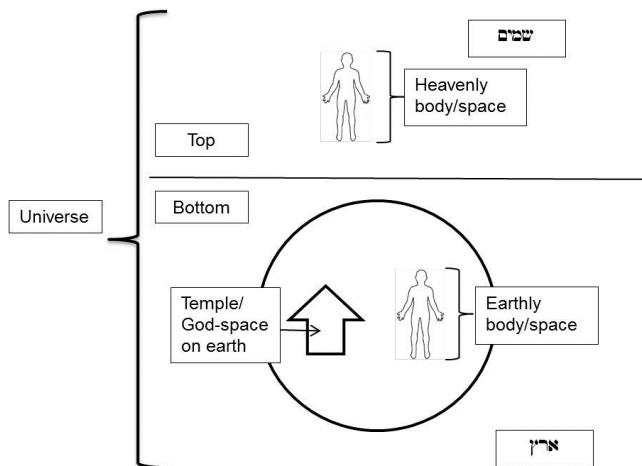 שמים
Heavenly
body/space
Top
Universe
Bottom
Temple/
God-space
on earth
Earthly
body/space
ארץ